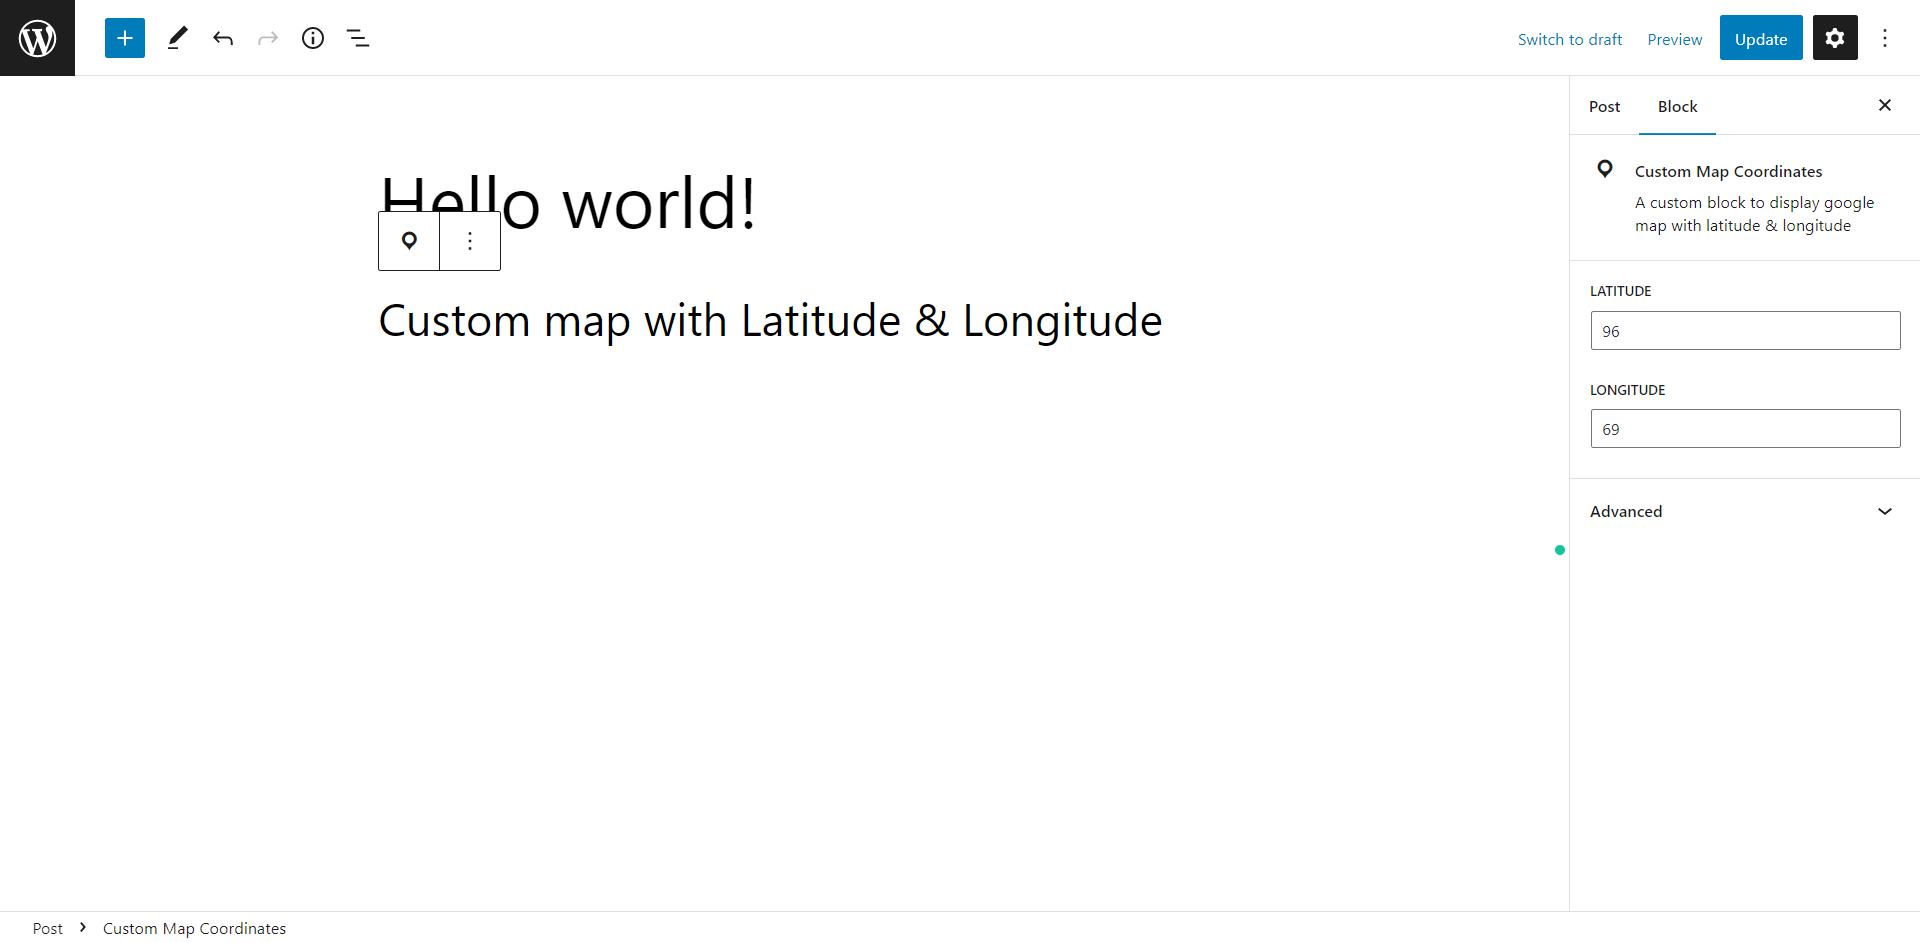 Switch to draft
Preview
Update
Post
Block
Custom Map Coordinates
A custom block to display google
map with latitude & longitude
LATITUDE
96
LONGITUDE
69
Advanced
Hello world!
Custom map with Latitude & Longitude
Post
Custom Map Coordinates